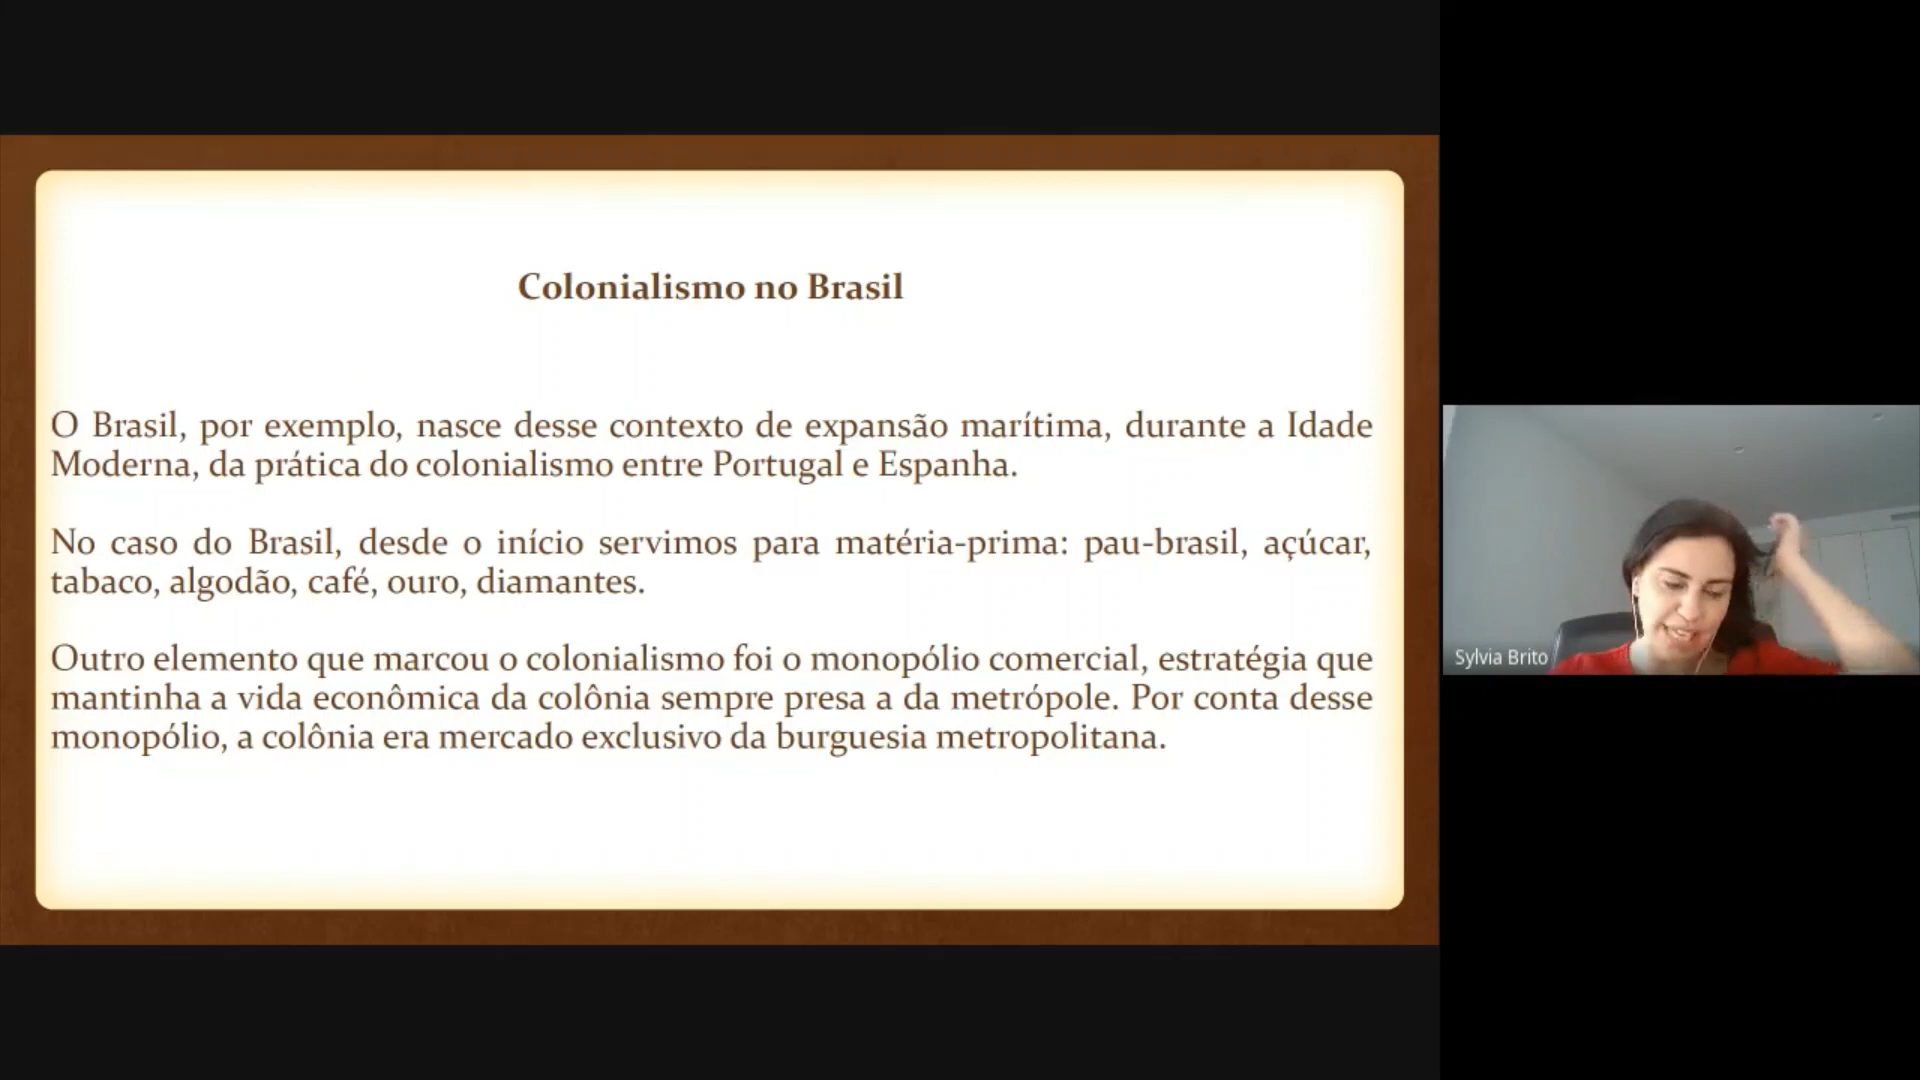 Colonialismo no Brasil
O Brasil, por exemplo, nasce desse contexto de expansão marítima, durante a Idade
Moderna, da prática do colonialismo entre Portugal e Espanha.
No caso do Brasil, desde o início servimos para matéria-prima: pau-brasil, açúcar,
tabaco, algodão, café, ouro, diamantes.
Outro elemento que marcou o colonialismo foi o monopólio comercial, estratégia que
mantinha a vida econômica da colônia sempre presa a da metrópole. Por conta desse
monopólio, a colônia era mercado exclusivo da burguesia metropolitana.
Sylvia Brito